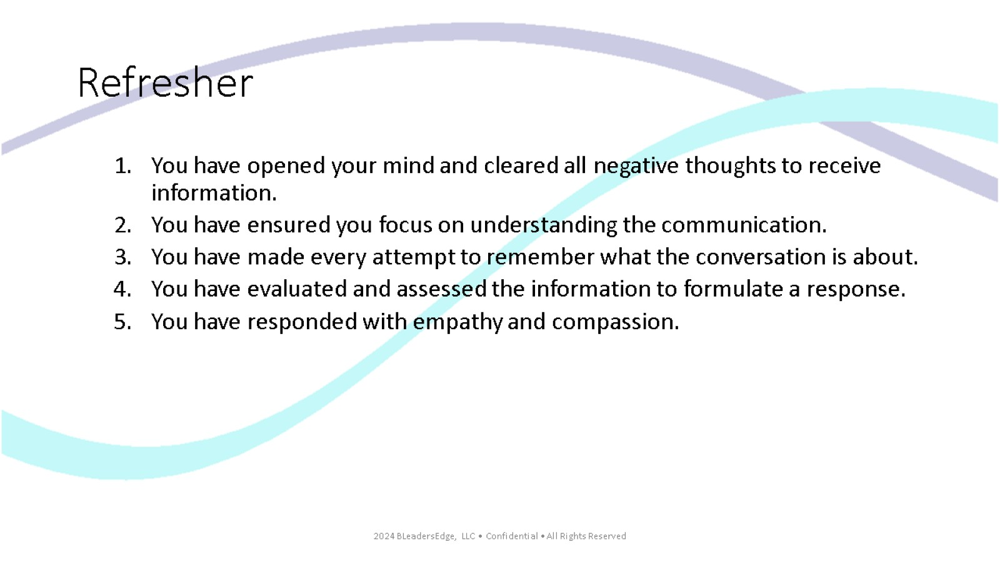 Refresher
1. You have opened your mind and cleared all negative thoughts to receive
information.
2. You have ensured you focus on understanding the communication.
3. You have made every attempt to remember what the conversation is about.
4. You have evaluated and assessed the information to formulate a response.
5. You have responded with empathy and compassion.
2024 BLeadersEdge, LLC • Confidential • All Rights Reserved